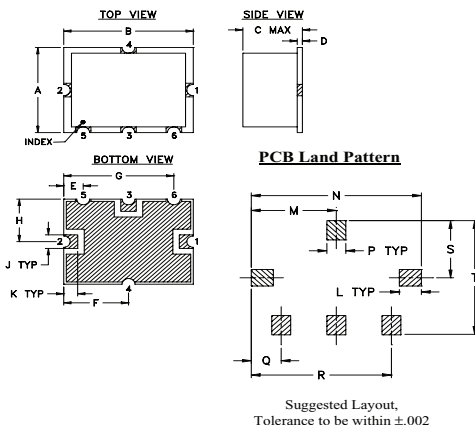 TOP VIEW
B
4
A
2
1
INDEX
5
3
6
SIDE VIEW
C MAX
D
BOTTOM VIEW
G
E
5
3
6
H
2
1
J TYP
K TYP
F
4
PCB Land Pattern
N
M
S
T
P TYP
L TYP
Q
R
Suggested Layout,
Tolerance to be within ±.002